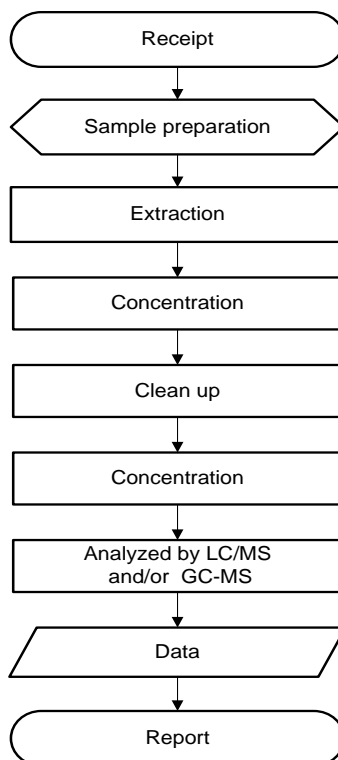 Receipt
Sample preparation
Extraction
Concentration
Clean up
Concentration
Analyzed by LC/MS
and/or GC-MS
Data
Report